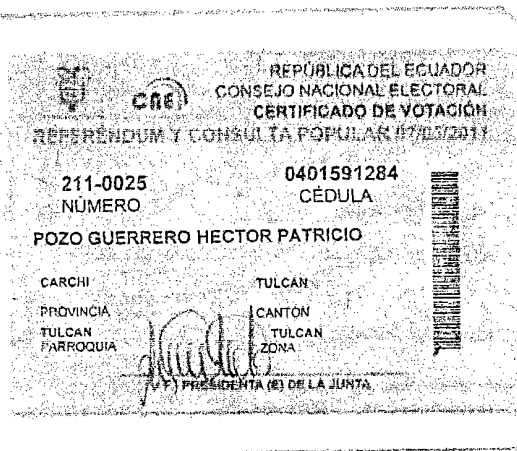 REPÚBLICA DEL ECUADOR
cne CONSEJO NACIONAL ELECTORAL
CERTIFICADO DE VOTACIÓN
REFERÉNDUM Y CONSULTA POPULAR 07/05/2011
211-0025 0401591284
NÚMERO CÉDULA
POZO GUERRERO HECTOR PATRICIO
CARCHI TULCÁN
PROVINCIA CANTÓN
TULCAN TULCAN
PARROQUIA ZONA
F) PRESIDENTA (E) DE LA JUNTA